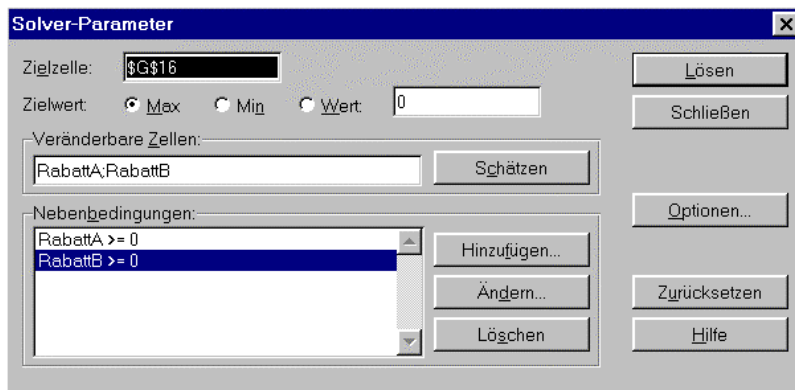 Solver-Parameter
Zielzelle: $G$16
Lösen
Zielwert: Max Min Wert: 0
Schließen
Veränderbare Zellen:
RabattA;RabattB
Schätzen
Nebenbedingungen:
Optionen...
RabattA >= 0
RabattB >= 0
Hinzufügen...
Ändern...
Zurücksetzen
Löschen
Hilfe